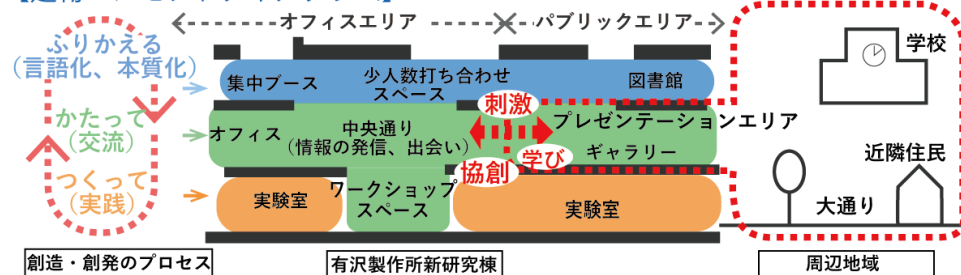 オフィスエリア
パブリックエリア
ふりかえる
(言語化、本質化)
かたって
(交流)
つくって
(実践)
集中ブース
少人数打ち合わせ
スペース
図書館
オフィス
中央通り
(情報の発信、出会い)
刺激
協創
学び
プレゼンテーションエリア
ギャラリー
実験室
ワークショップ
スペース
実験室
学校
近隣住民
大通り
創造・創発のプロセス
有沢製作所新研究棟
周辺地域